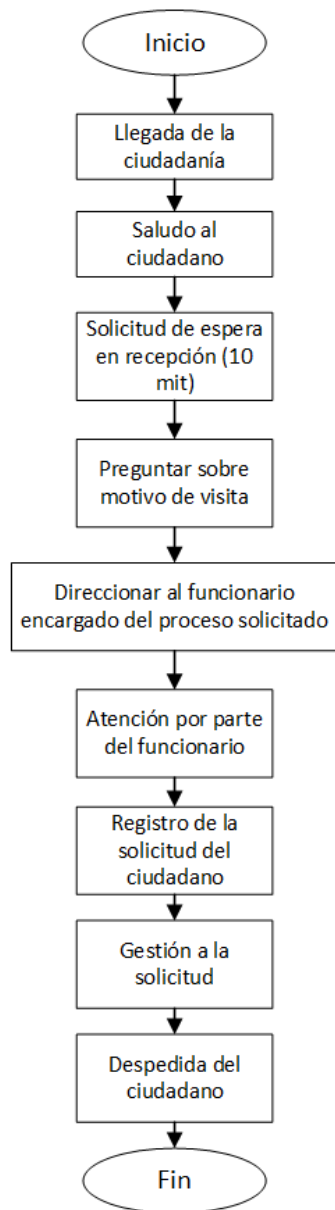 Inicio
Llegada de la
ciudadanía
Saludo al
ciudadano
Solicitud de espera
en recepción (10
mit)
Preguntar sobre
motivo de visita
Direccionar al funcionario
encargado del proceso solicitado
Atención por parte
del funcionario
Registro de la
solicitud del
ciudadano
Gestión a la
solicitud
Despedida del
ciudadano
Fin